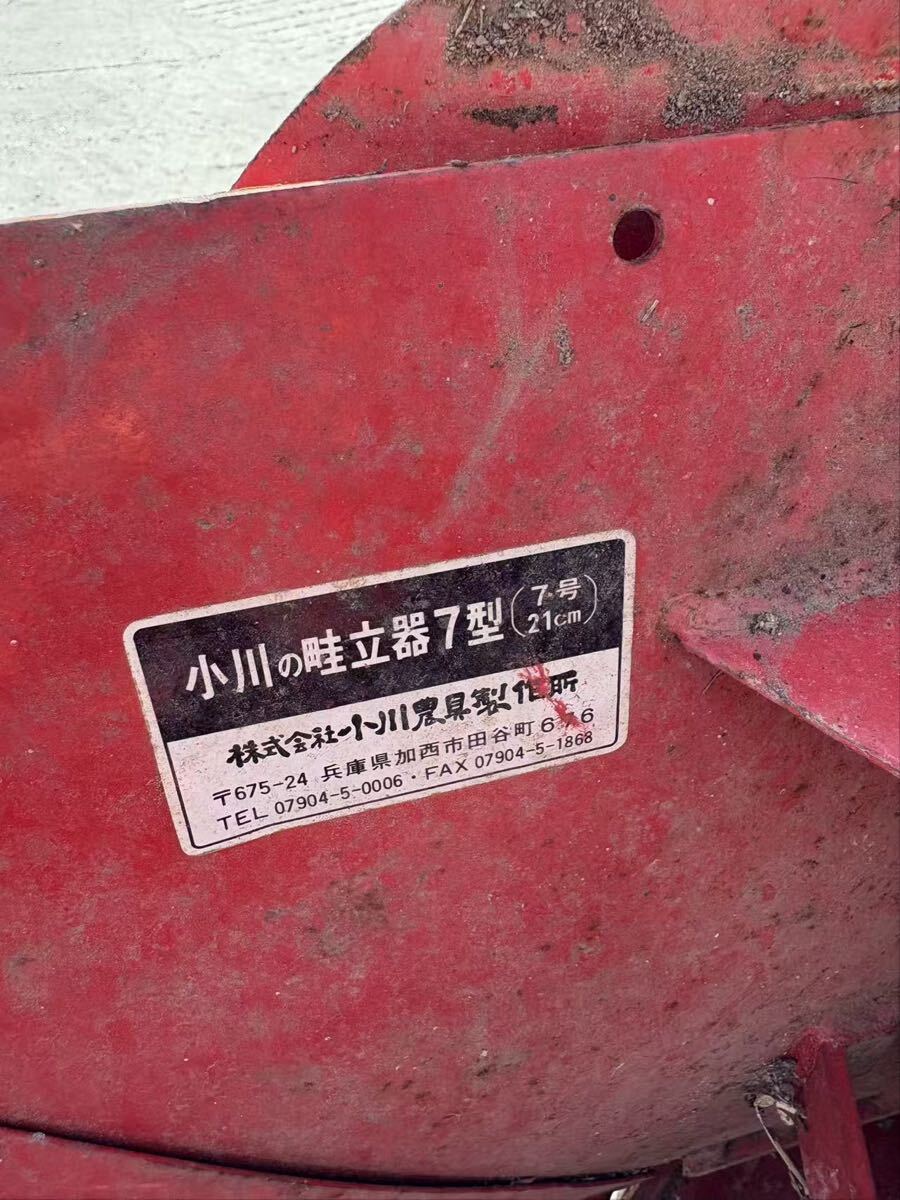 小川の畦立器7型(7号 21cm)
株式会社小川農具製作所
〒675-24 兵庫県加西市田谷町676
TEL 07904-5-0006・FAX 07904-5-1868